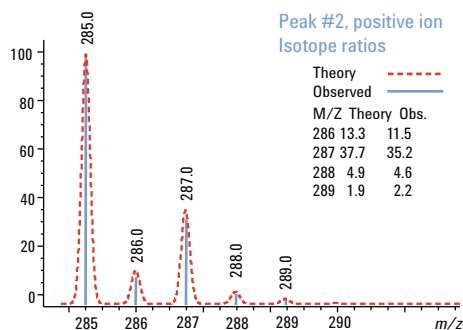 Peak #2, positive ion
Isotope ratios
Theory
Observed
M/Z Theory Obs.
286 13.3 11.5
287 37.7 35.2
288 4.9 4.6
289 1.9 2.2
285.0
286.0
287.0
288.0
289.0
100
80
60
40
20
0
285 286 287 288 289 290 m/z